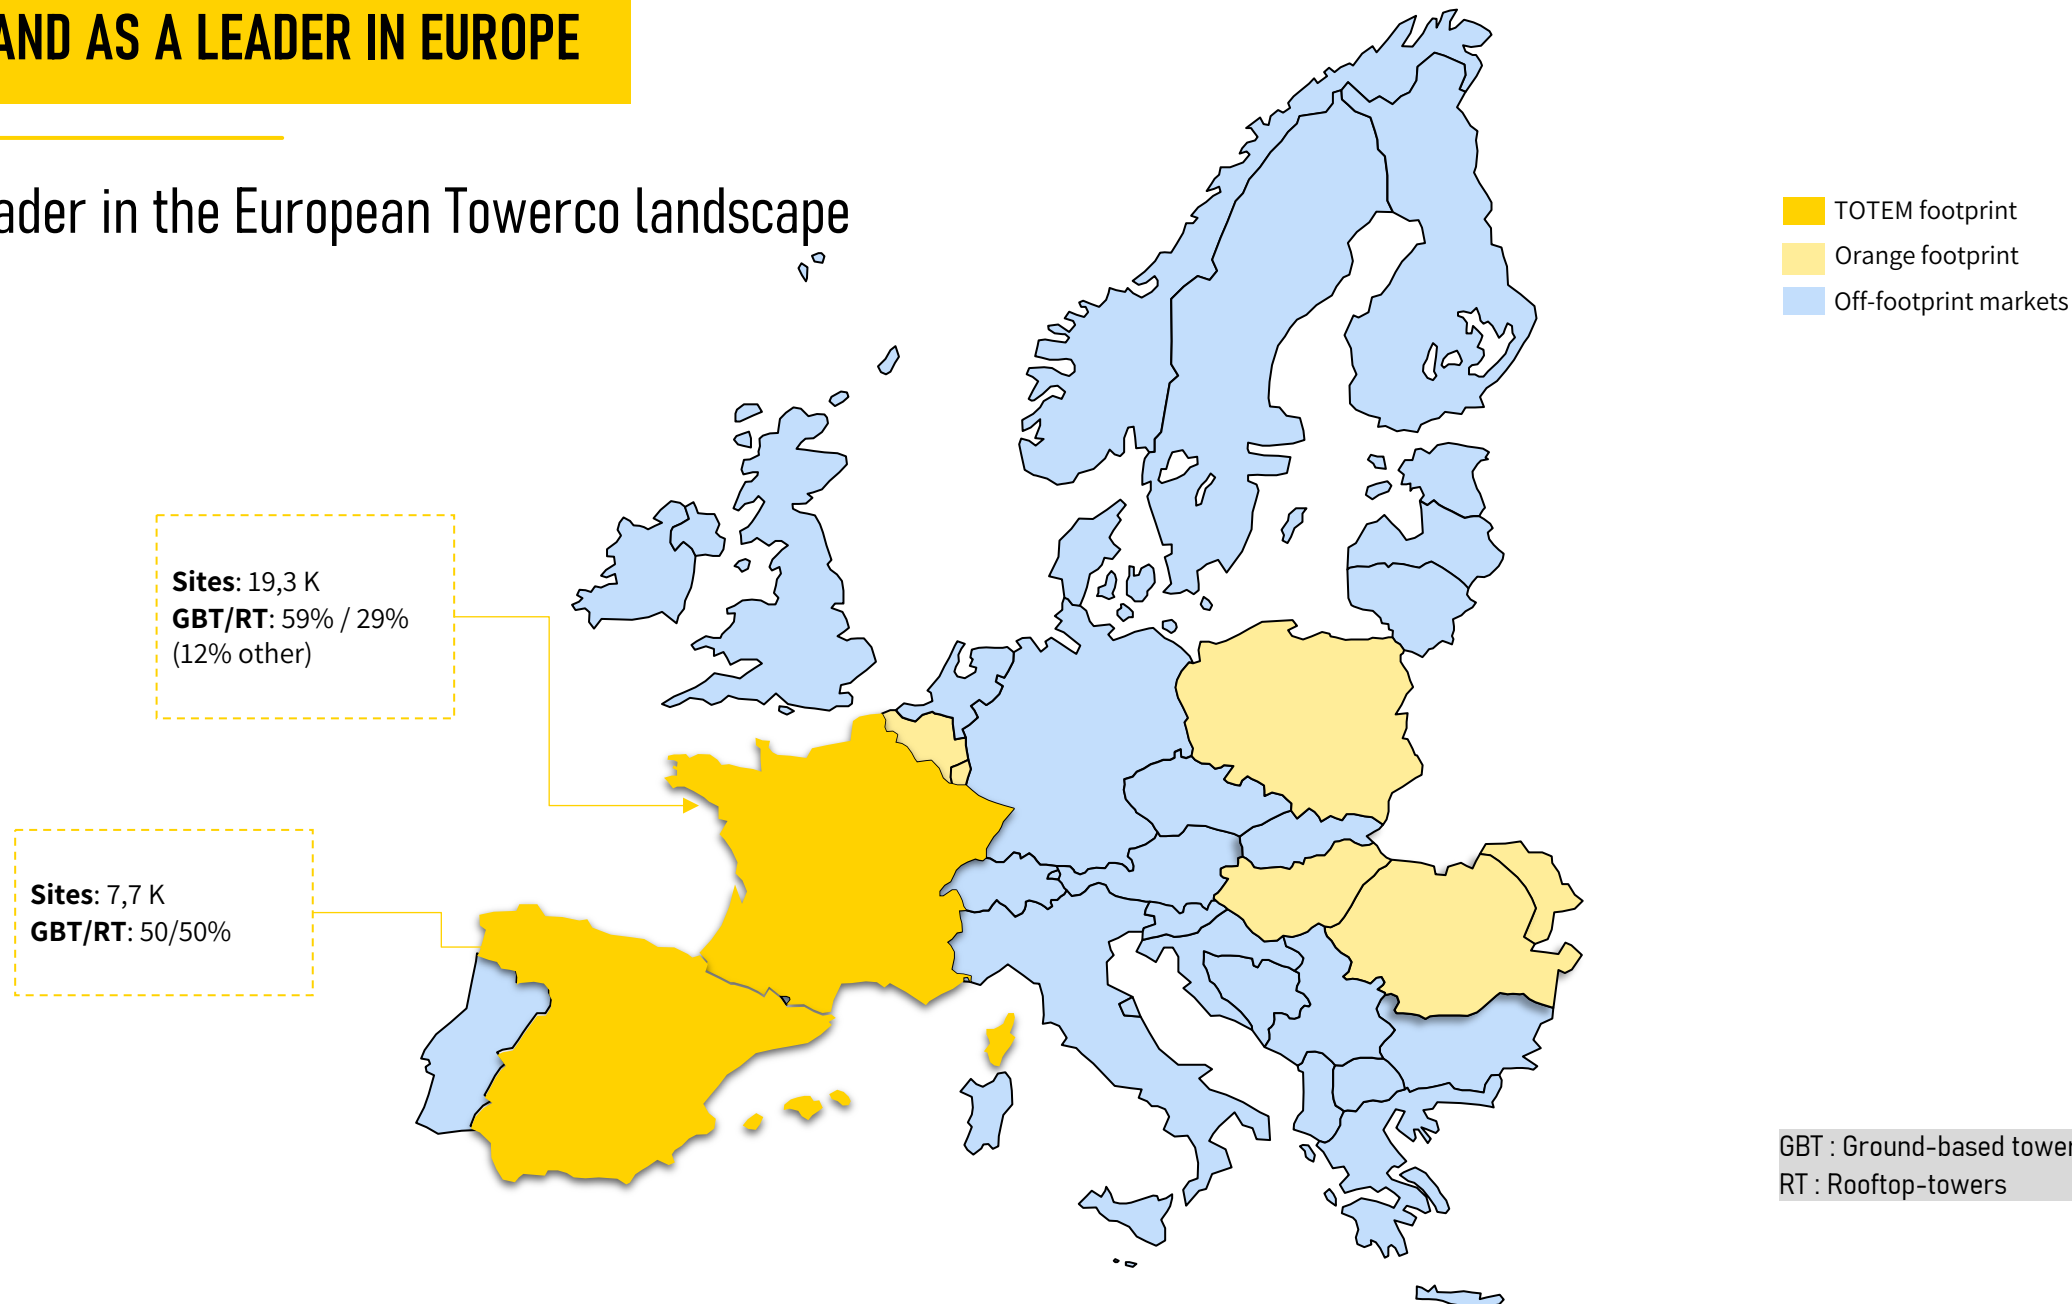 AND AS A LEADER IN EUROPE
ader in the European Towerco landscape
TOTEM footprint
Orange footprint
Off-footprint markets
Sites: 19,3 K
GBT/RT: 59% / 29%
(12% other)
Sites: 7,7 K
GBT/RT: 50/50%
GBT : Ground-based tower
RT : Rooftop-towers